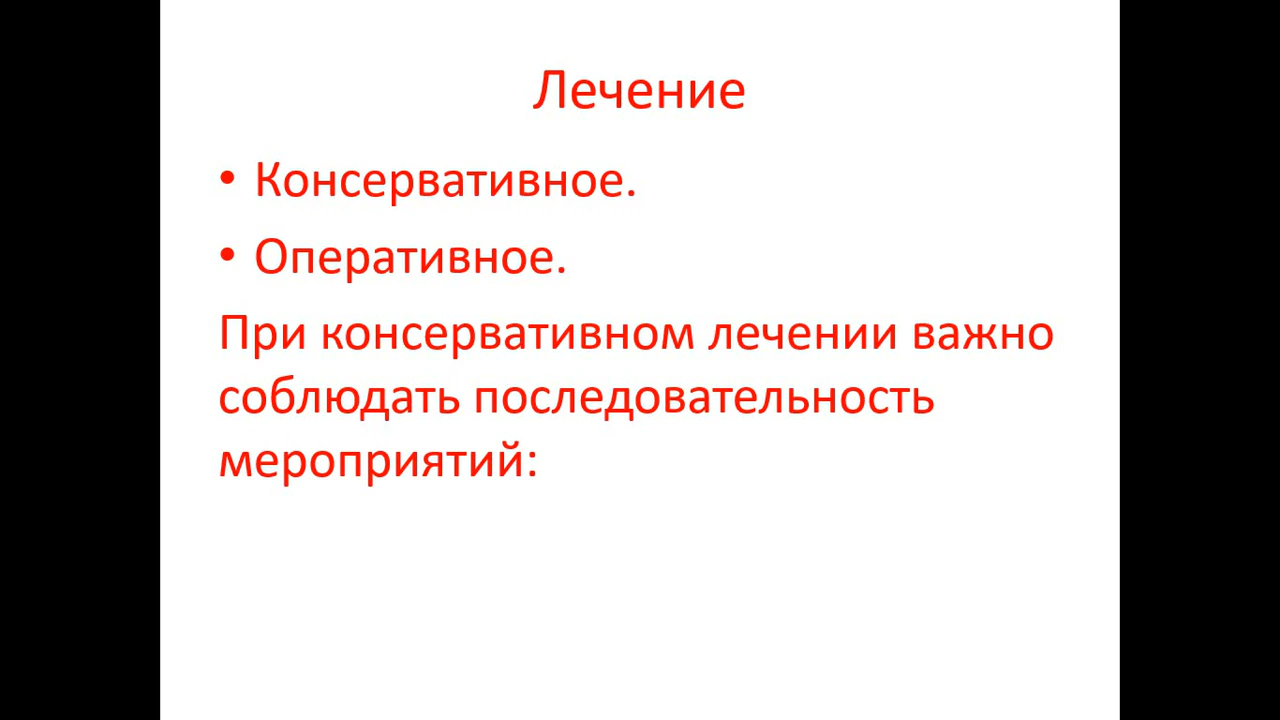 Лечение
• Консервативное.
• Оперативное.
При консервативном лечении важно
соблюдать последовательность
мероприятий: